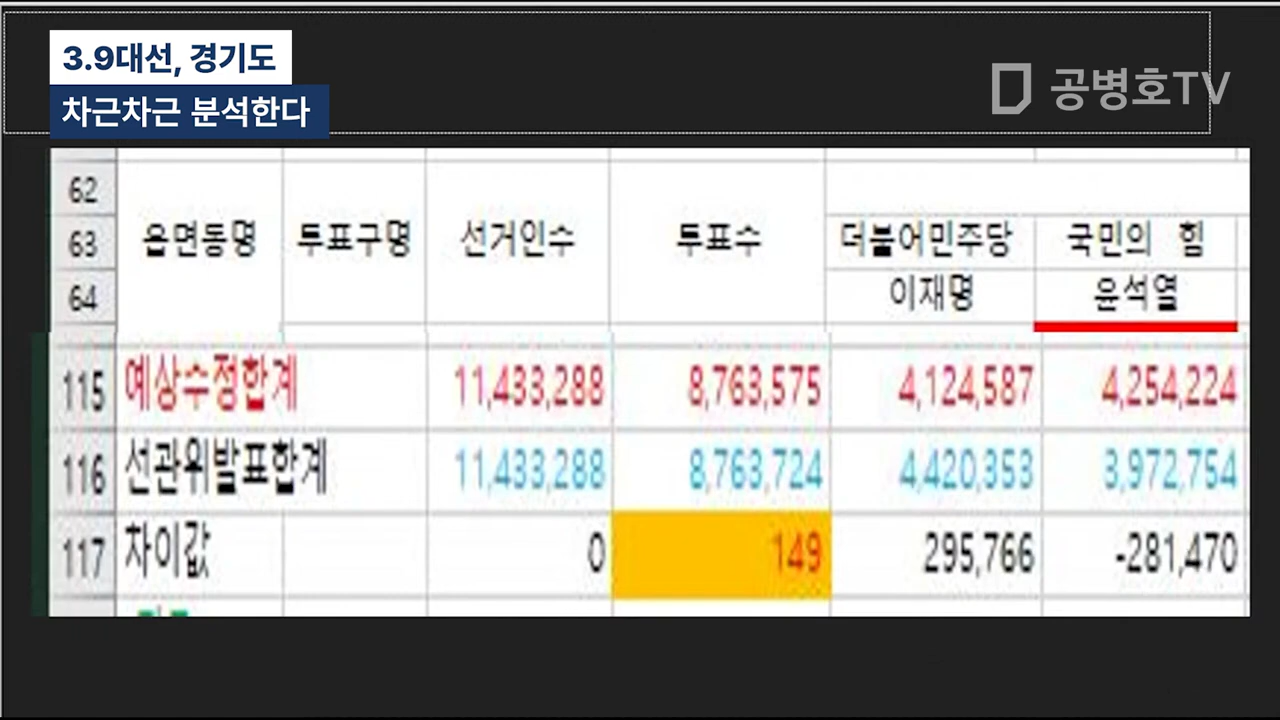 3.9대선, 경기도
차근차근 분석한다
공병호TV
62
63 읍면동명 투표구명 선거인수 투표수 더불어민주당 국민의 힘
64 이재명 윤석열
115 예상수정합계 11,433,288 8,763,575 4,124,587 4,254,224
116 선관위발표합계 11,433,288 8,763,724 4,420,353 3,972,754
117 차이값 0 149 295,766 -281,470